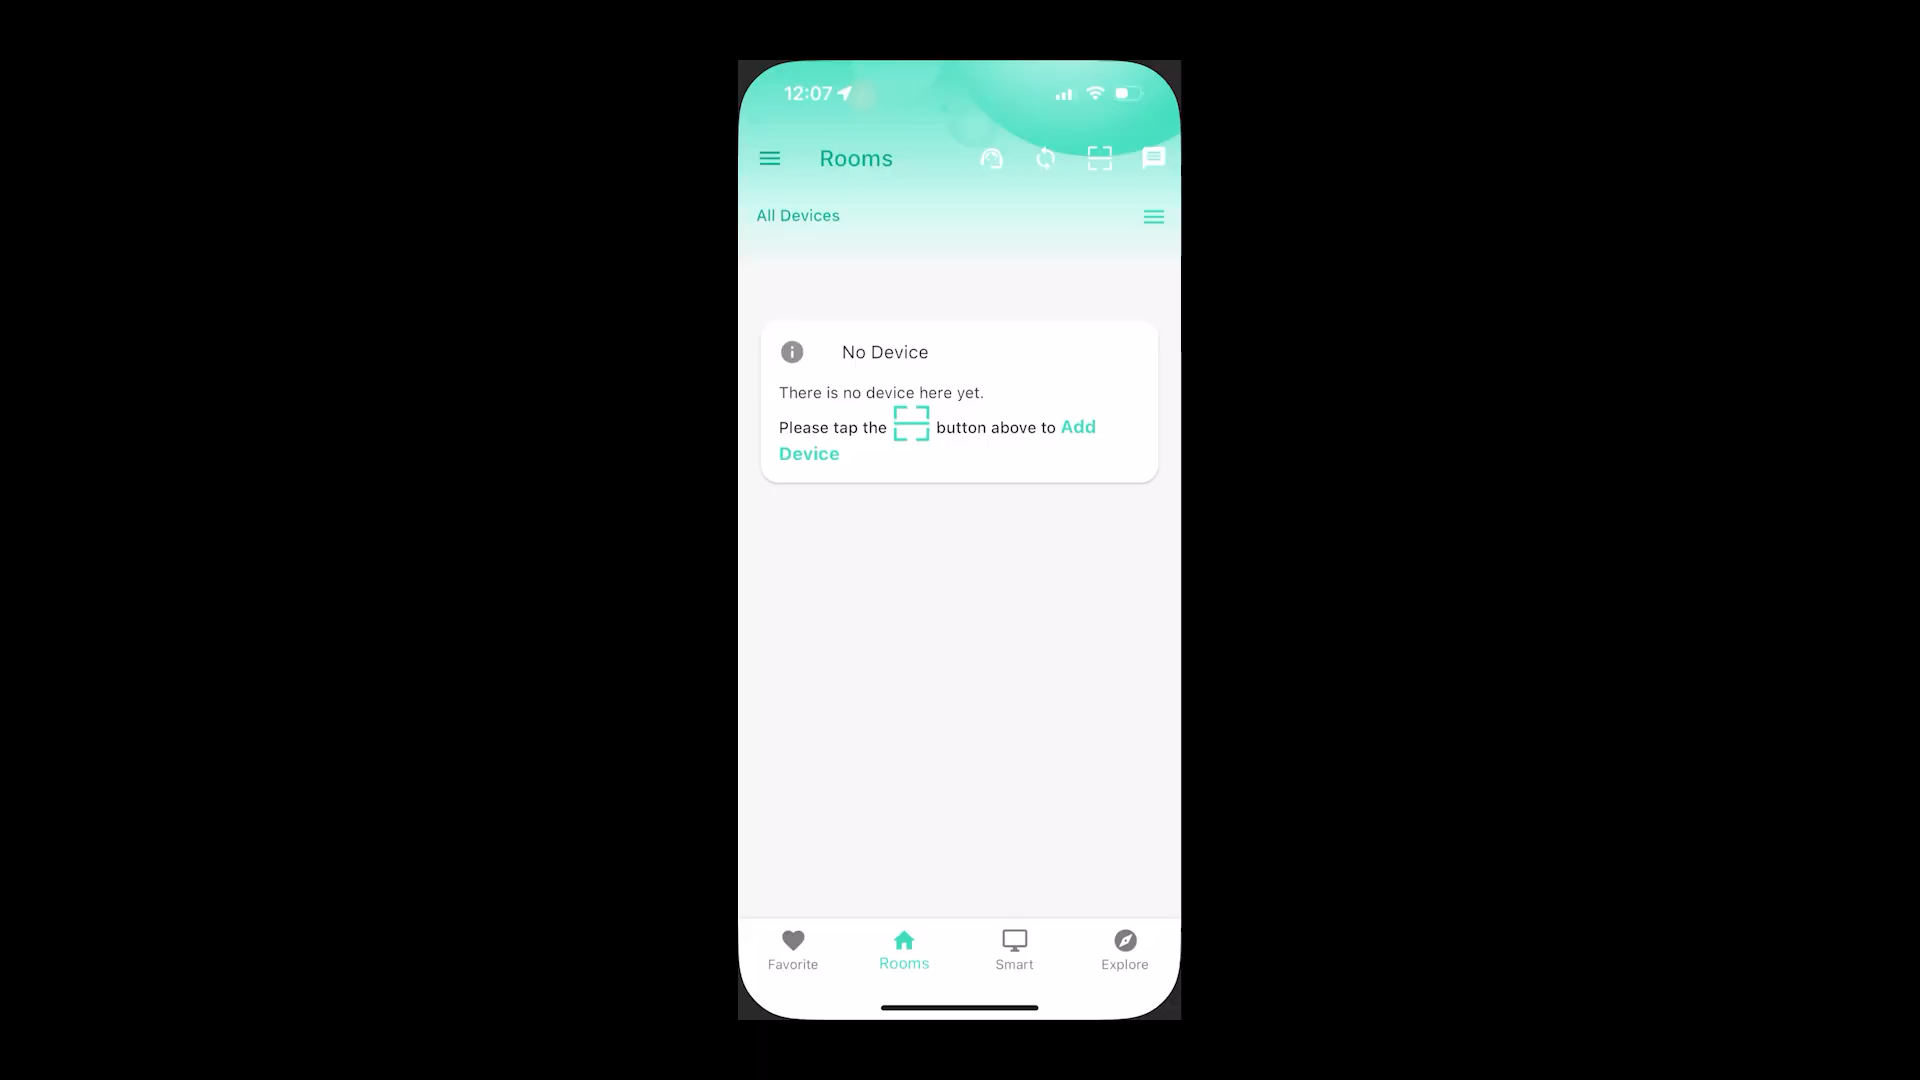 12:07
Rooms
All Devices
No Device
There is no device here yet.
Please tap the button above to Add
Device
Favorite
Rooms
Smart
Explore